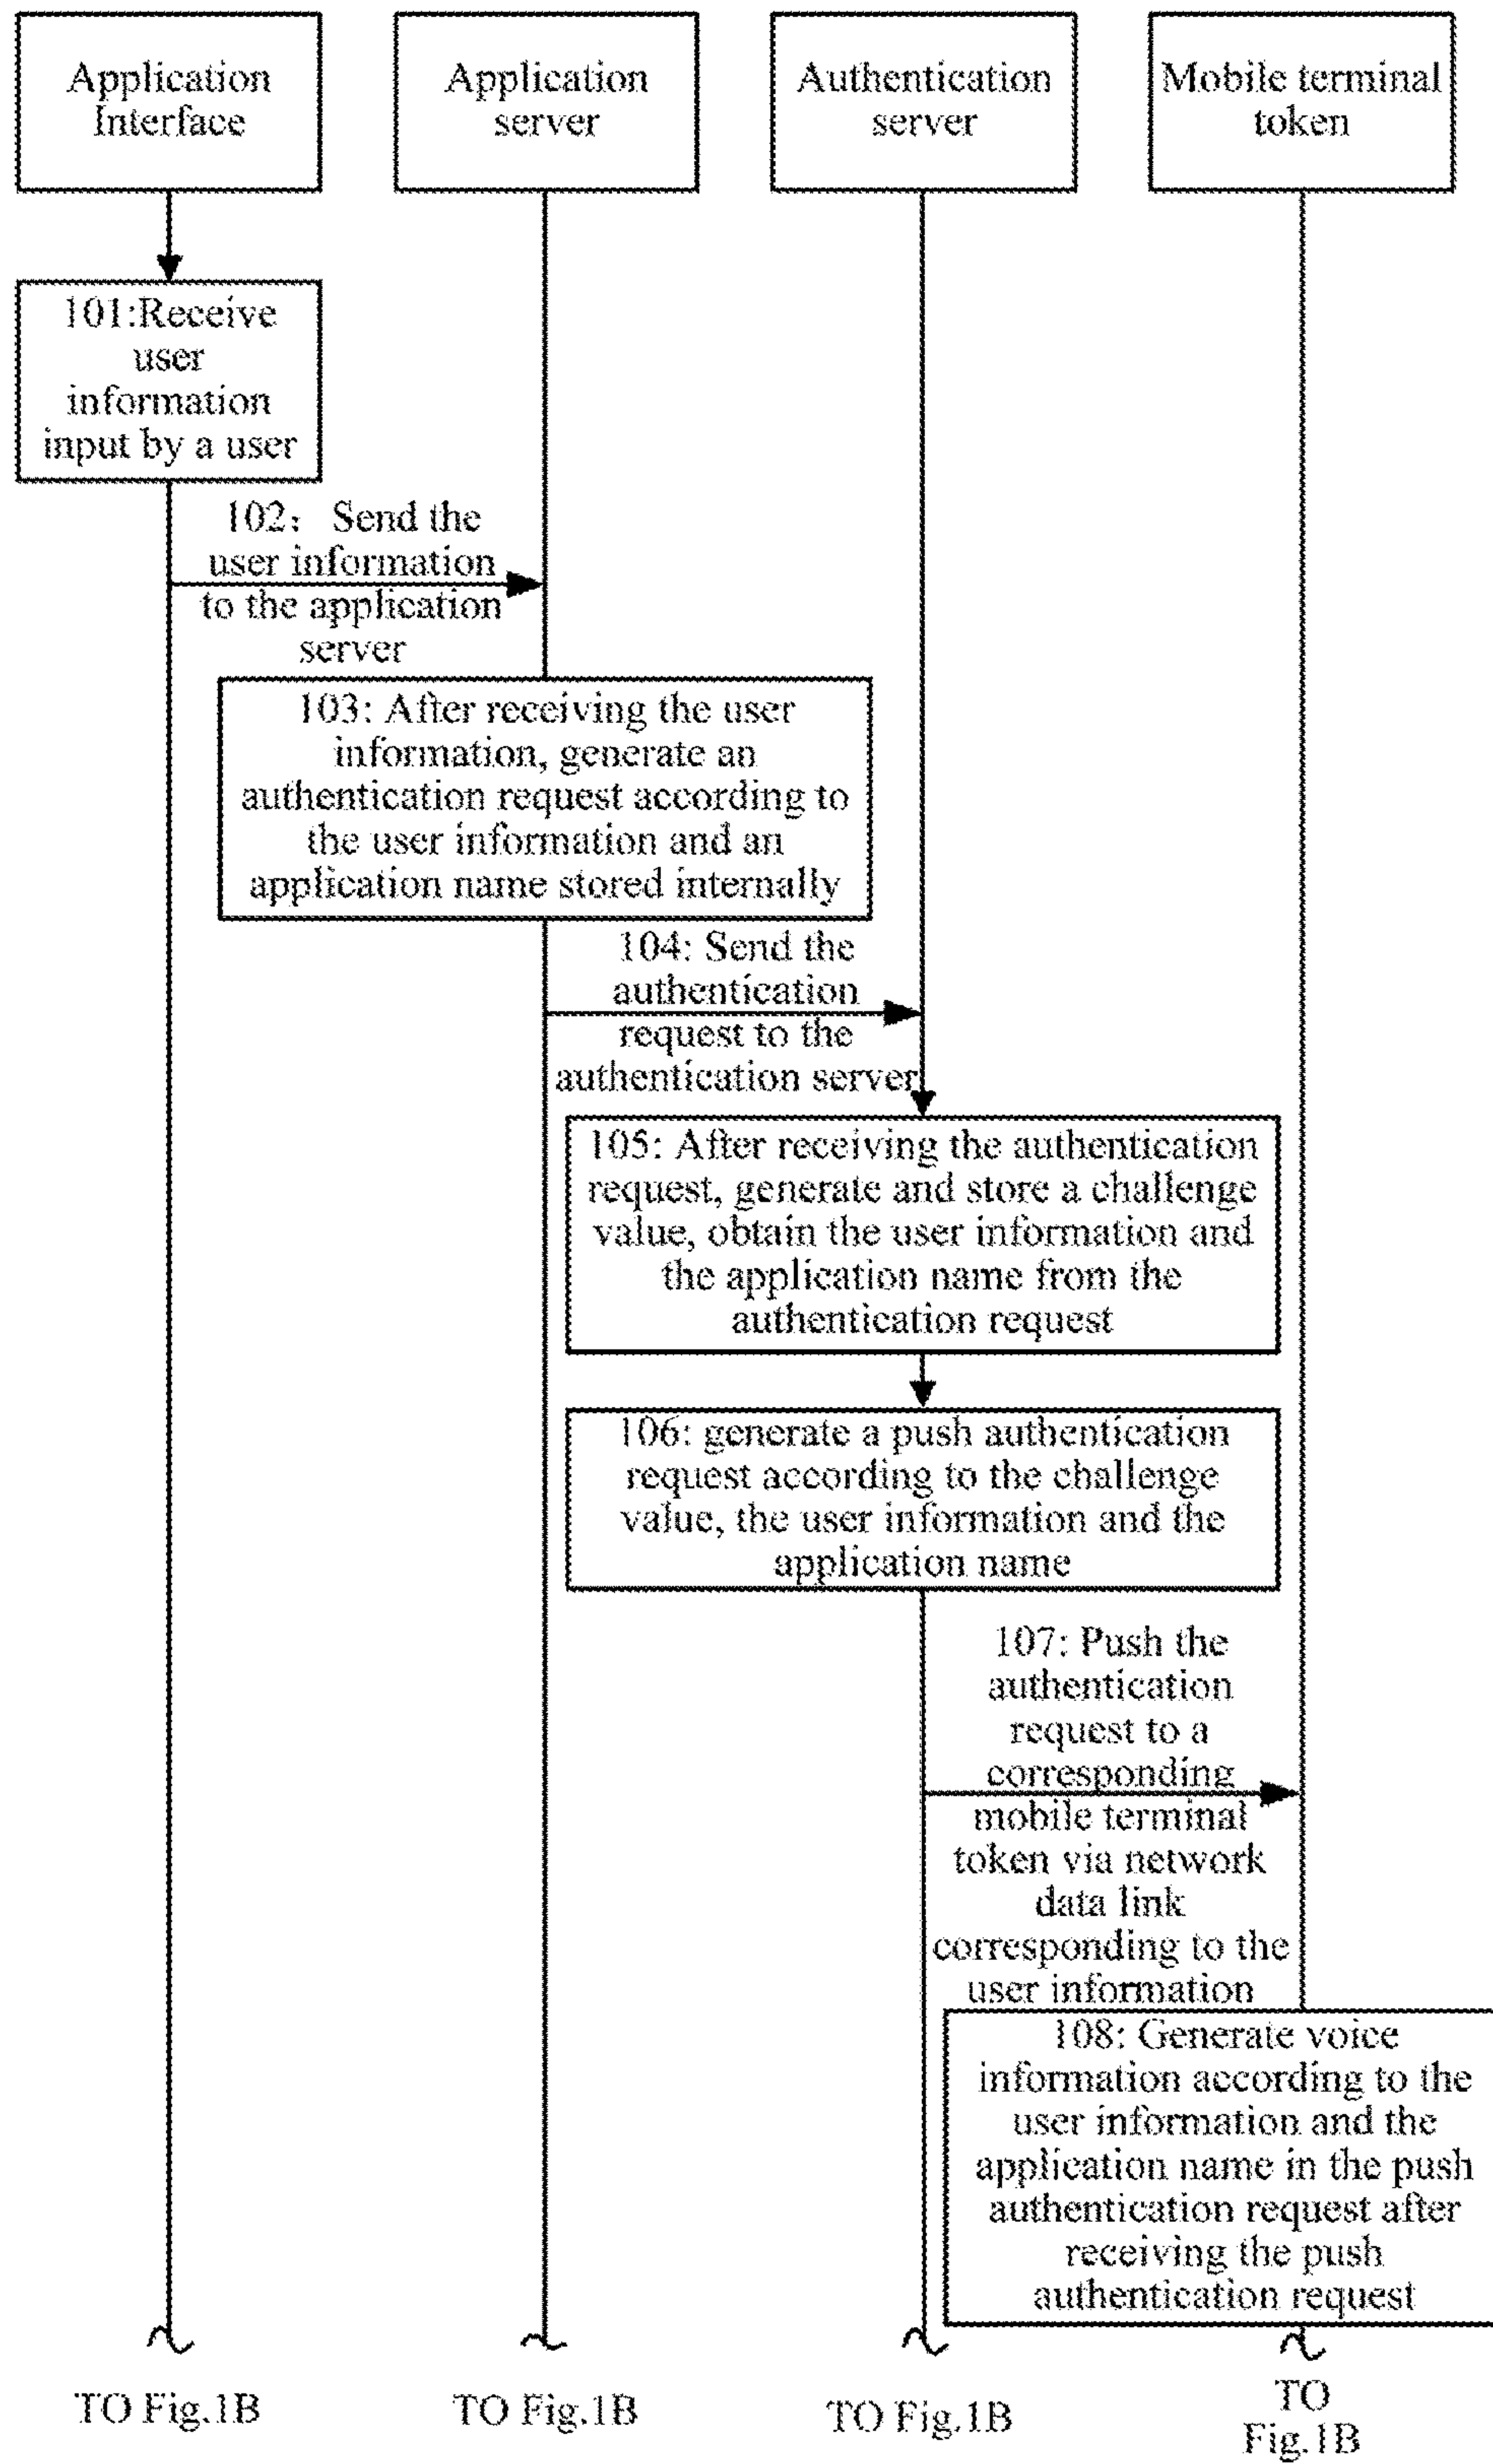 Application
Interface
Application
server
Authentication
server
Mobile terminal
token
101:Receive
user
information
input by a user
102： Send the
user information
to the application
server
103: After receiving the user
information, generate an
authentication request according to
the user information and an
application name stored internally
104: Send the
authentication
request to the
authentication server
105: After receiving the authentication
request, generate and store a challenge
value, obtain the user information and
the application name from the
authentication request
106: generate a push authentication
request according to the challenge
value, the user information and the
application name
107: Push the
authentication
request to a
corresponding
mobile terminal
token via network
data link
corresponding to the
user information
108: Generate voice
information according to the
user information and the
application name in the push
authentication request after
receiving the push
authentication request
TO Fig.1B
TO Fig.1B
TO Fig.1B
TO
Fig.1B